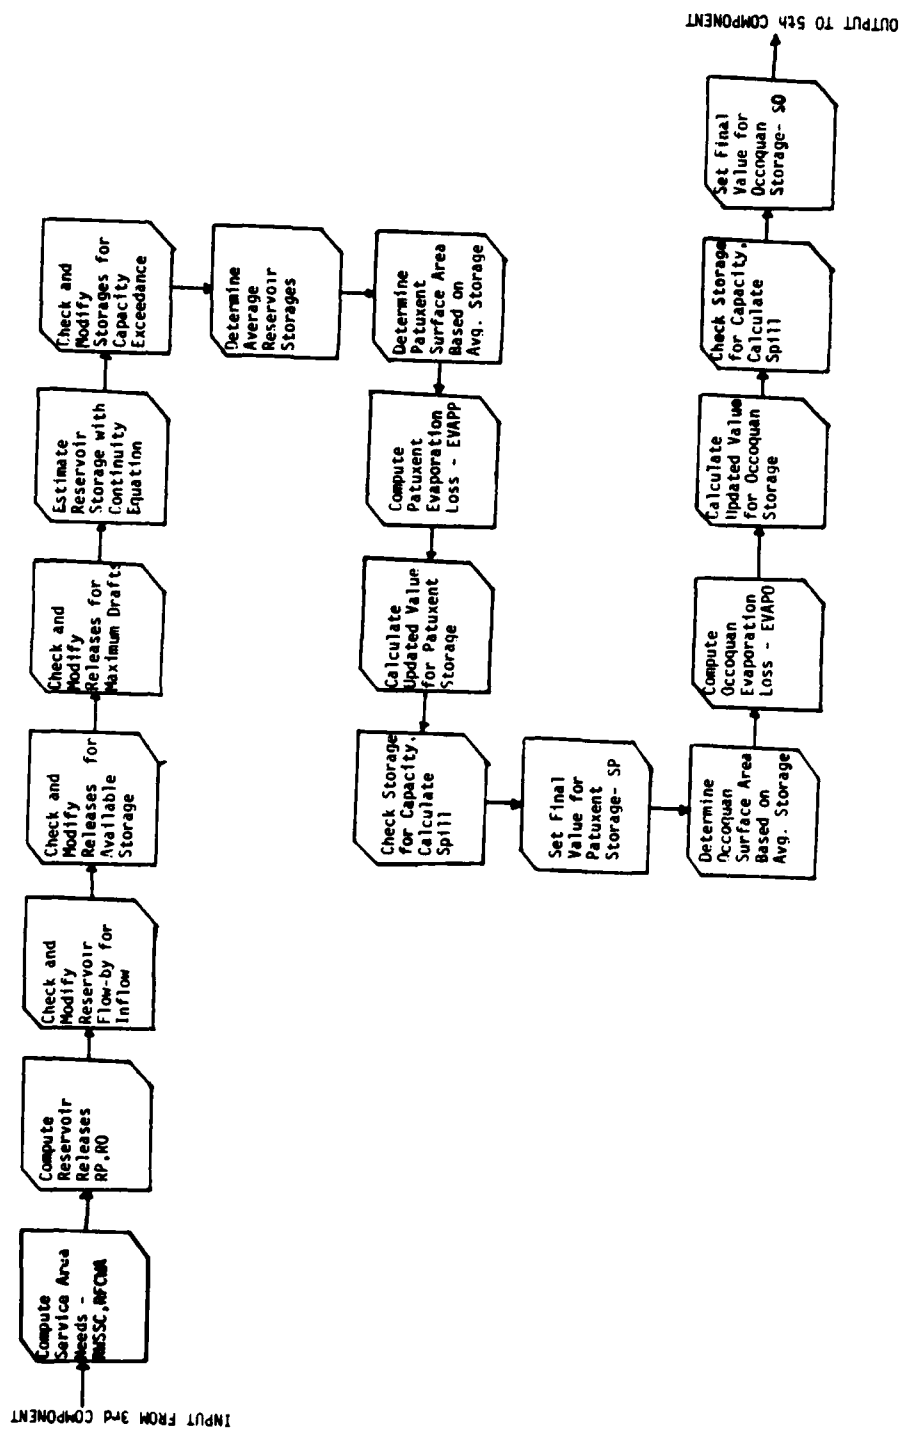 INPUT FROM 3rd COMPONENT
Compute
Service Area
Needs -
RWSSC,RFCWA
Compute
Reservoir
Releases
RP,RO
Check and
Modify
Reservoir
Flow-by for
Inflow
Check and
Modify
Releases for
Available
Storage
Check and
Modify
Releases for
Maximum Drafts
Estimate
Reservoir
Storage with
Continuity
Equation
Check and
Modify
Storages for
Capacity
Exceedance
Determine
Average
Reservoir
Storages
Determine
Patuxent
Surface Area
Based on
Avg. Storage
Compute
Patuxent
Evaporation
Loss - EVAPP
Calculate
Updated Value
for Patuxent
Storage
Check Storage
for Capacity,
Calculate
Spill
Set Final
Value for
Patuxent
Storage- SP
Determine
Occoquan
Surface Area
Based on
Avg. Storage
Compute
Occoquan
Evaporation
Loss - EVAPO
Calculate
Updated Value
for Occoquan
Storage
Check Storage
for Capacity,
Calculate
Spill
Set Final
Value for
Occoquan
Storage- SO
OUTPUT TO 5th COMPONENT